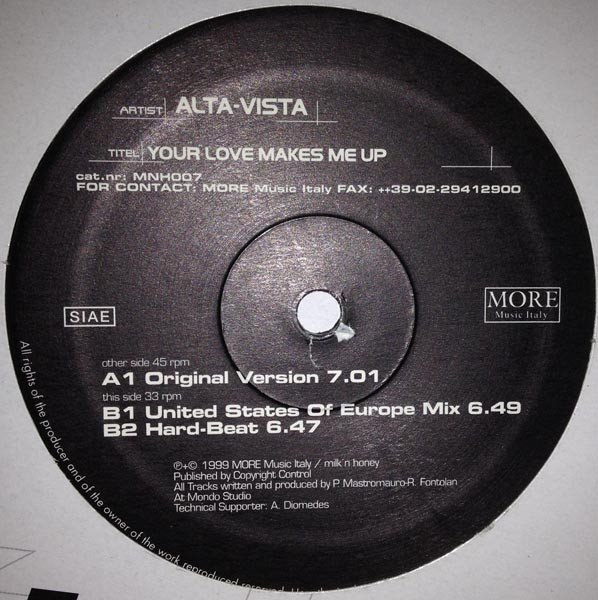 ARTIST ALTA-VISTA
TITEL YOUR LOVE MAKES ME UP
cat.nr: MNH007
FOR CONTACT: MORE Music Italy FAX: ++39-02-29412900
SIAE
MORE
Music Italy
other side 45 rpm
A1 Original Version 7.01
this side 33 rpm
B1 United States Of Europe Mix 6.49
B2 Hard-Beat 6.47
℗+© 1999 MORE Music Italy / milk'n honey
Published by Copyright Control
All Tracks written and produced by P. Mastromauro-R. Fontolan
At Mondo Studio
Technical Supporter: A. Diomedes
All rights of the producer and of the owner of the work reproduced reserved.